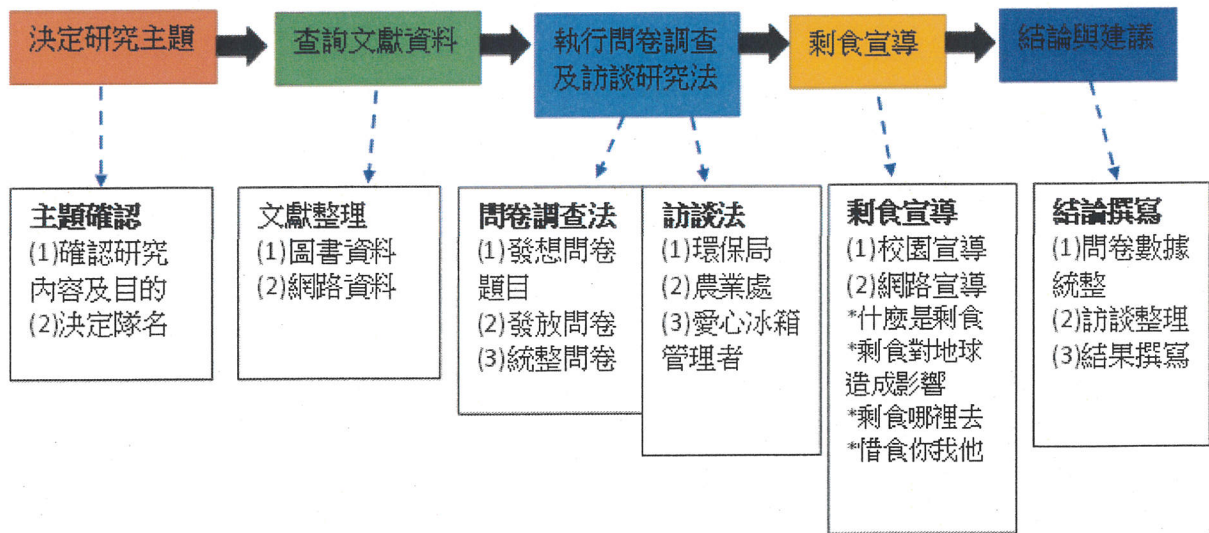 決定研究主題
查詢文獻資料
執行問卷調查
及訪談研究法
剩食宣導
結論與建議
主題確認
(1)確認研究
內容及目的
(2)決定隊名
文獻整理
(1)圖書資料
(2)網路資料
問卷調查法
(1)發想問卷
題目
(2)發放問卷
(3)統整問卷
訪談法
(1)環保局
(2)農業處
(3)愛心冰箱
管理者
剩食宣導
(1)校園宣導
(2)網路宣導
*什麼是剩食
*剩食對地球
造成影響
*剩食哪裡去
*惜食你我他
結論撰寫
(1)問卷數據
統整
(2)訪談整理
(3)結果撰寫